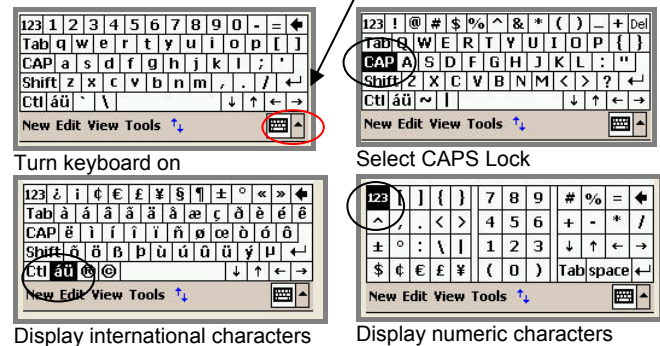 123 1 2 3 4 5 6 7 8 9 0 - =
Tab q w e r t y u i o p [ ]
CAP a s d f g h j k l ; '
Shift z x c v b n m , . / ↵
Ctl áü ` \ ↓ ↑ ← →
New Edit View Tools
Turn keyboard on
123 ! @ # $ % ^ & * ( ) _ + Del
Tab Q W E R T Y U I O P { }
CAP A S D F G H J K L : "
Shift Z X C V B N M < > ? ↵
Ctl áü ~ | ↓ ↑ ← →
New Edit View Tools
Select CAPS Lock
123 ¿ ¡ ¢ € £ ¥ § ¶ ± ° « »
Tab à á â ã ä å æ ç ð è é ê
CAP ë ì í î ï ñ ø œ ò ó ô
Shift õ ö ß þ ù ú û ü ý µ ↵
Ctl áü ® © ↓ ↑ ← →
New Edit View Tools
Display international characters
123 [ ] { } 7 8 9 # % =
^ , . < > 4 5 6 + - * /
± ° : \ | 1 2 3 ↓ ↑ ← →
$ ¢ € £ ¥ ( 0 ) Tab space ↵
New Edit View Tools
Display numeric characters